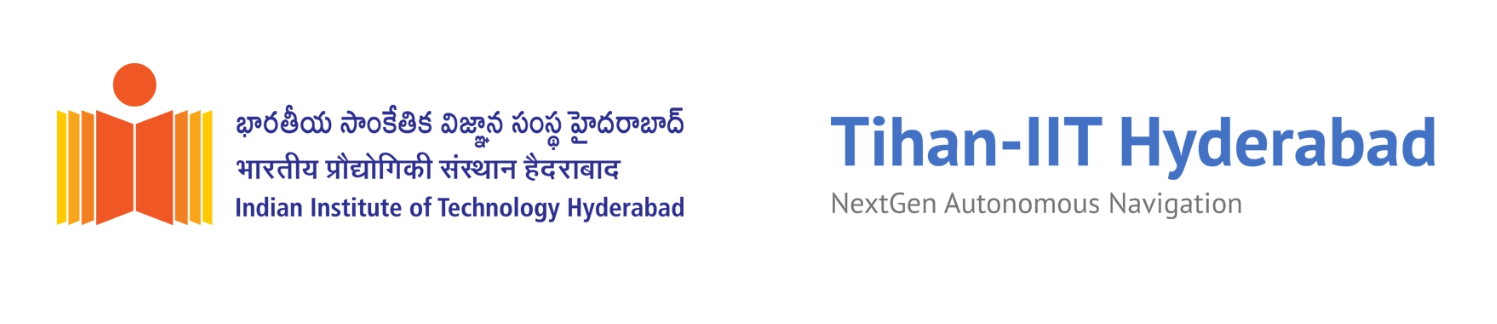 భారతీయ సాంకేతిక విజ్ఞాన సంస్థ హైదరాబాద్
भारतीय प्रौद्योगिकी संस्थान हैदराबाद
Indian Institute of Technology Hyderabad
Tihan-IIT Hyderabad
NextGen Autonomous Navigation